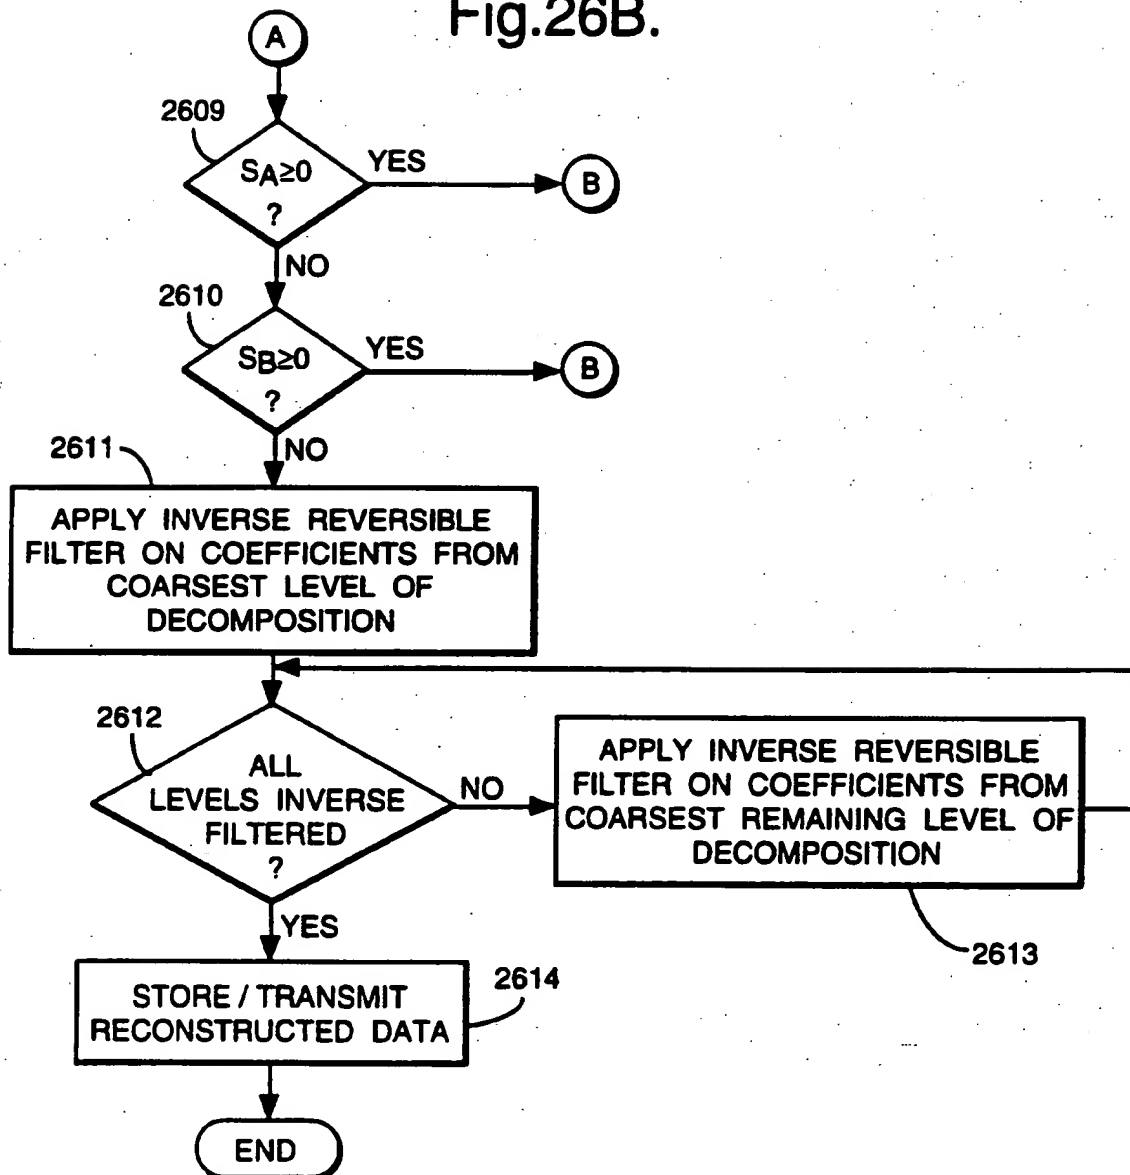 Fig.26B.
A
2609
SA≥0
?
YES
B
NO
2610
SB≥0
?
YES
B
NO
2611
APPLY INVERSE REVERSIBLE
FILTER ON COEFFICIENTS FROM
COARSEST LEVEL OF
DECOMPOSITION
2612
ALL
LEVELS INVERSE
FILTERED
?
NO
APPLY INVERSE REVERSIBLE
FILTER ON COEFFICIENTS FROM
COARSEST REMAINING LEVEL OF
DECOMPOSITION
2613
YES
STORE / TRANSMIT
RECONSTRUCTED DATA
2614
END